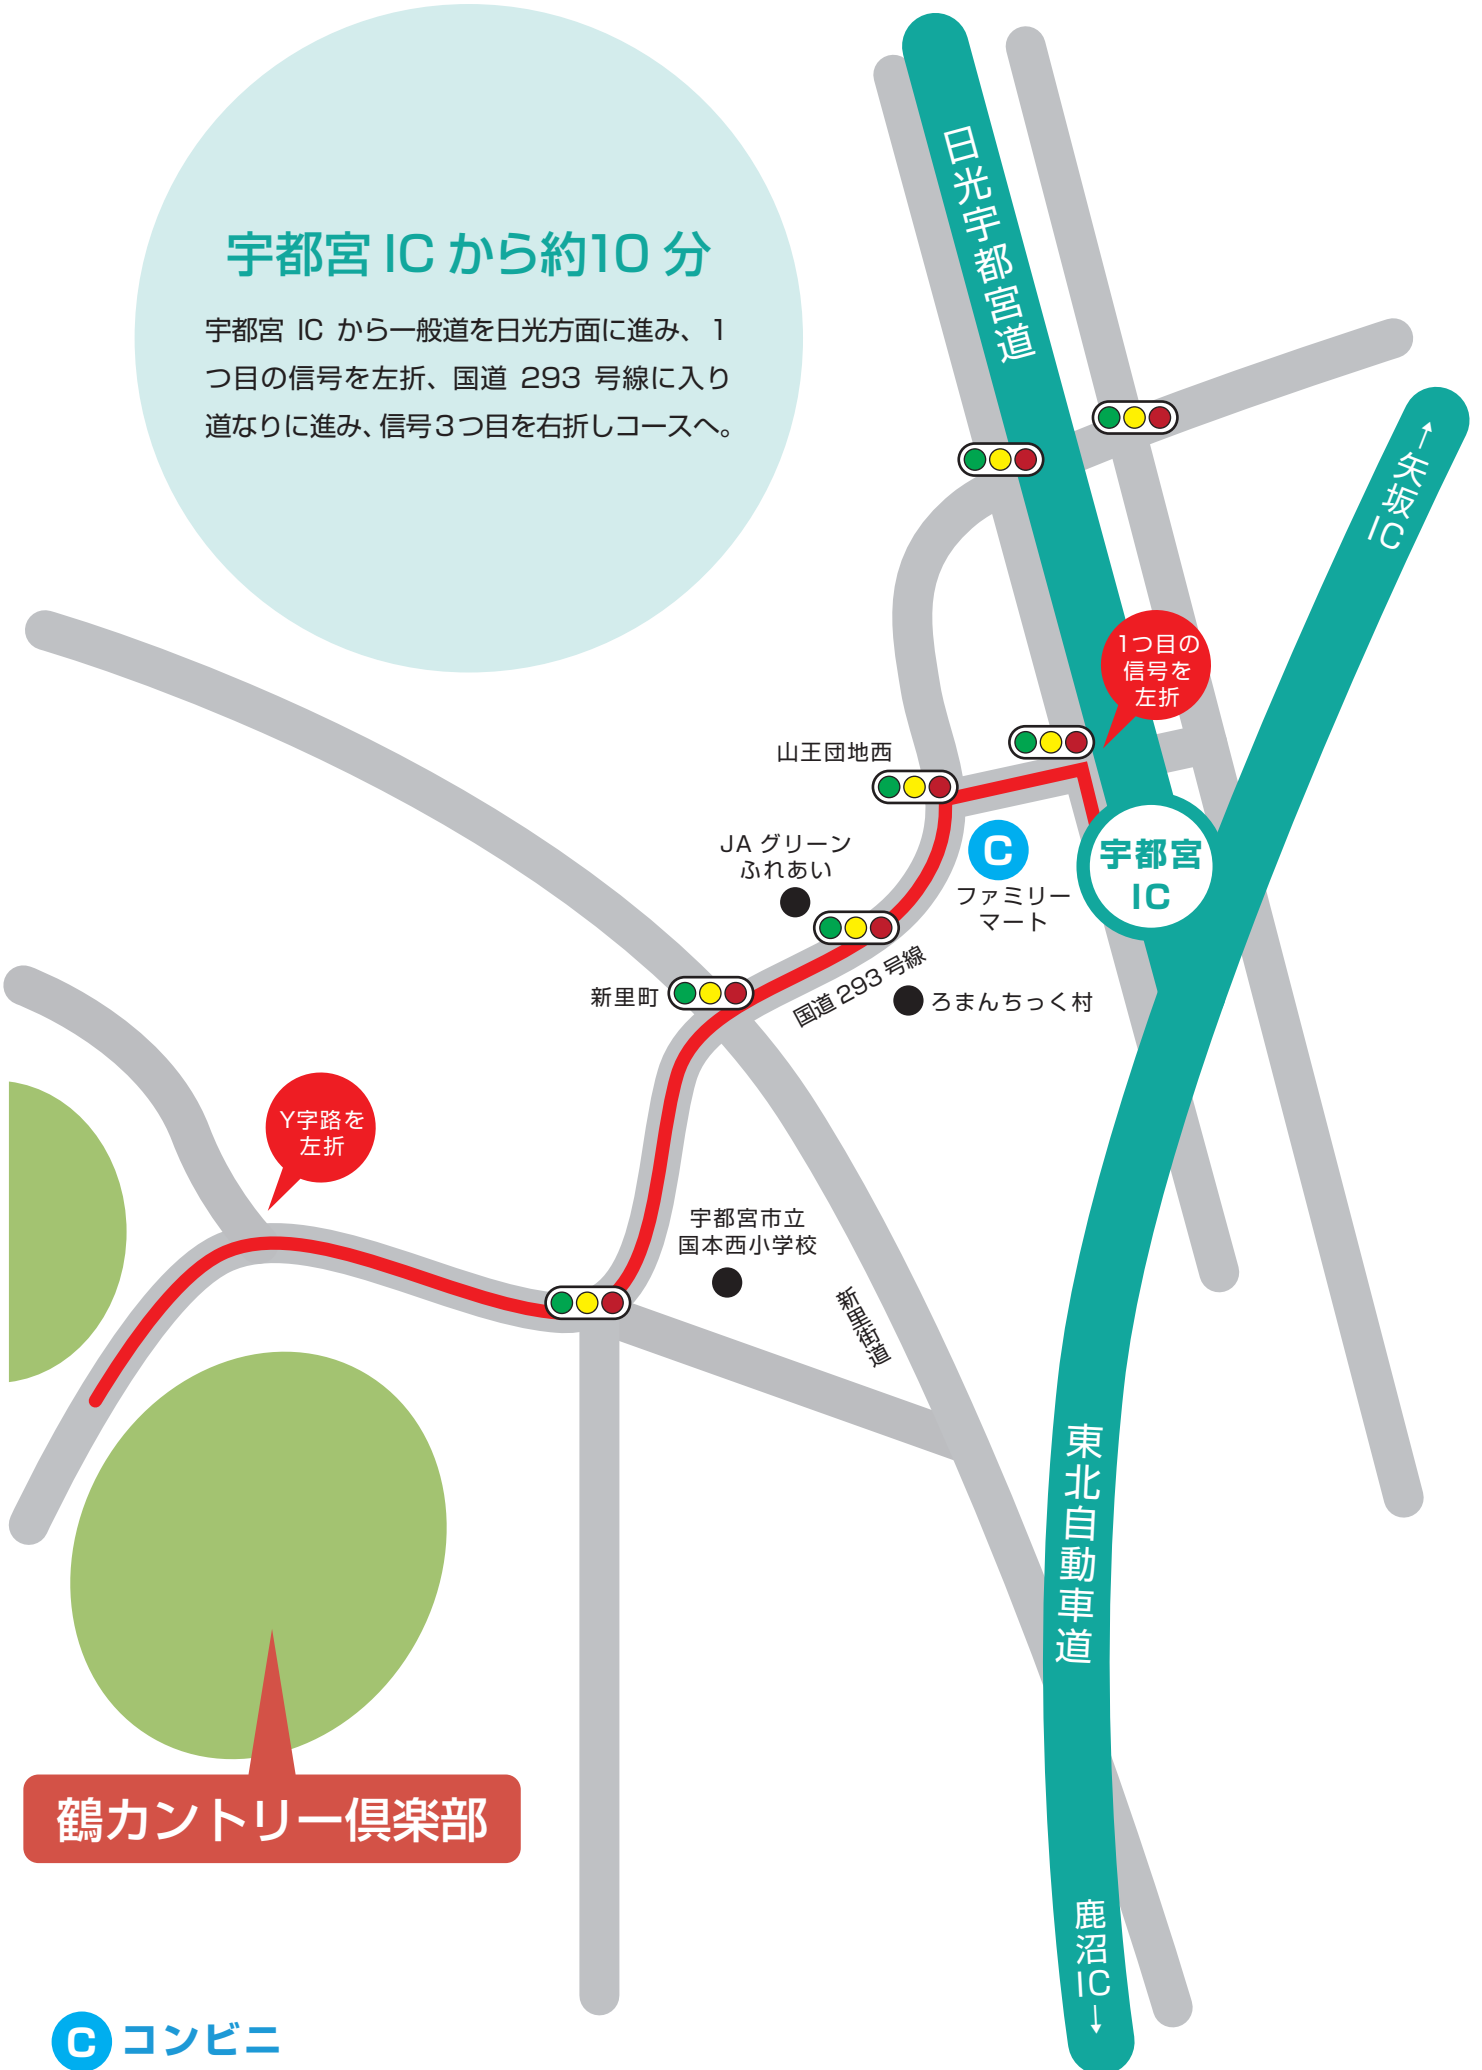 宇都宮 IC から約10 分
宇都宮 IC から一般道を日光方面に進み、1
つ目の信号を左折、国道 293 号線に入り
道なりに進み、信号3つ目を右折しコースへ。
日光宇都宮道
↑矢坂IC
1つ目の
信号を
左折
山王団地西
JA グリーン
ふれあい
C
ファミリー
マート
宇都宮
IC
国道 293 号線
新里町
ろまんちっく村
Y字路を
左折
宇都宮市立
国本西小学校
新里街道
東北自動車道
鶴カントリー倶楽部
鹿沼IC↓
C コンビニ